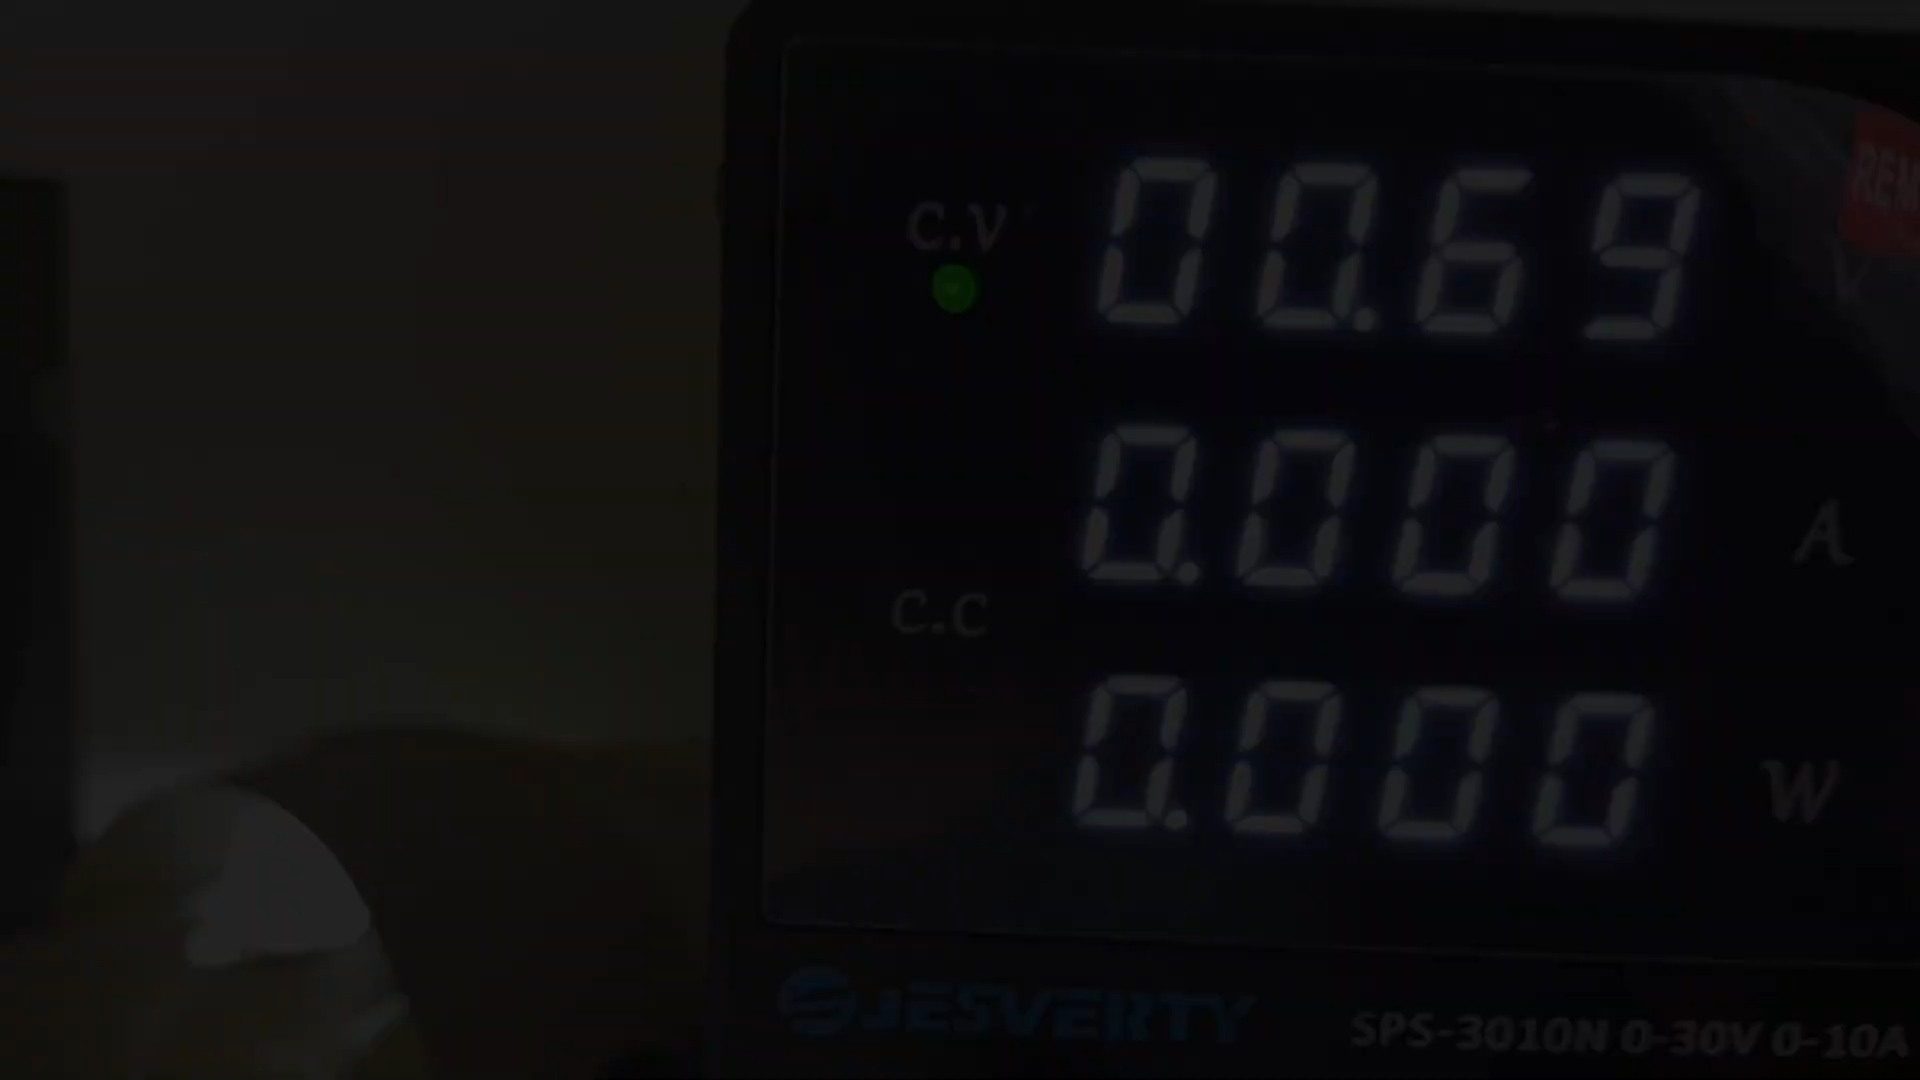 C.V
00.69
V
0.000
A
C.C
0.000
W
JESVERTY
SPS-3010N 0-30V 0-10A